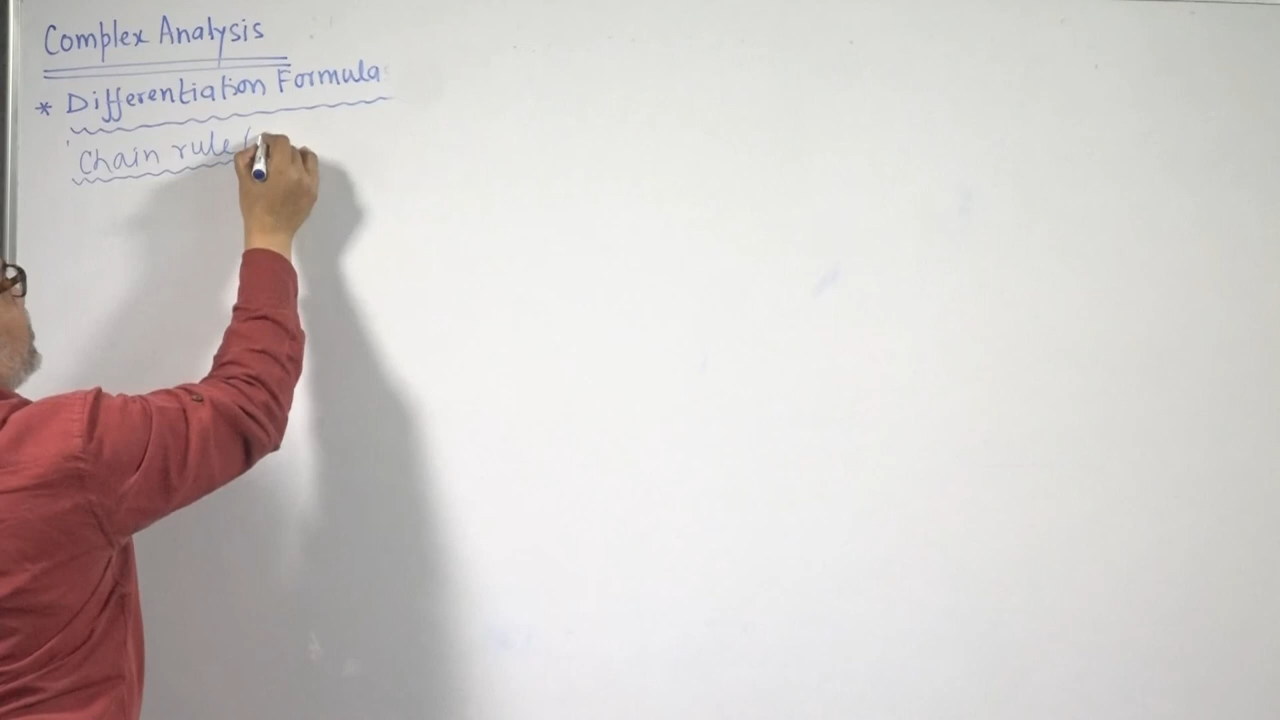 Complex Analysis
* Differentiation Formula
Chain rule (